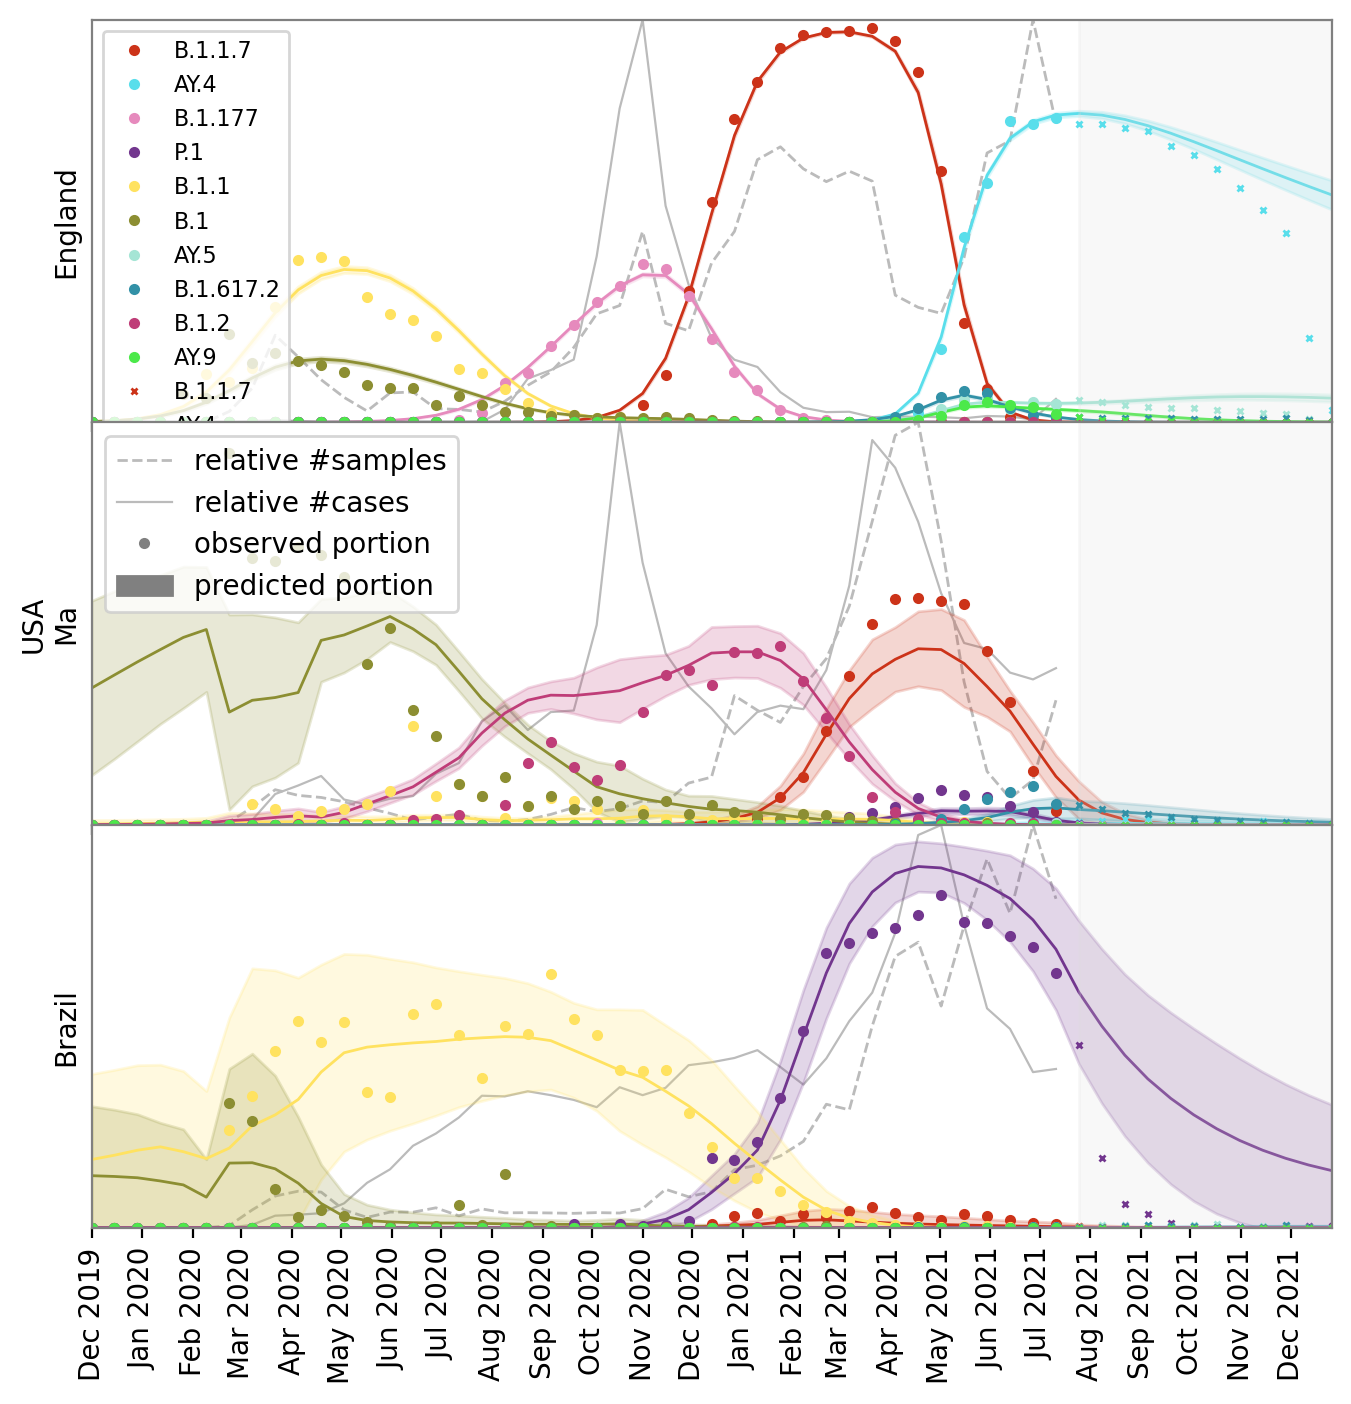 England
B.1.1.7
AY.4
B.1.177
P.1
B.1.1
B.1
AY.5
B.1.617.2
B.1.2
AY.9
B.1.1.7
AY.4
USA
Ma
relative #samples
relative #cases
observed portion
predicted portion
Brazil
Dec 2019
Jan 2020
Feb 2020
Mar 2020
Apr 2020
May 2020
Jun 2020
Jul 2020
Aug 2020
Sep 2020
Oct 2020
Nov 2020
Dec 2020
Jan 2021
Feb 2021
Mar 2021
Apr 2021
May 2021
Jun 2021
Jul 2021
Aug 2021
Sep 2021
Oct 2021
Nov 2021
Dec 2021